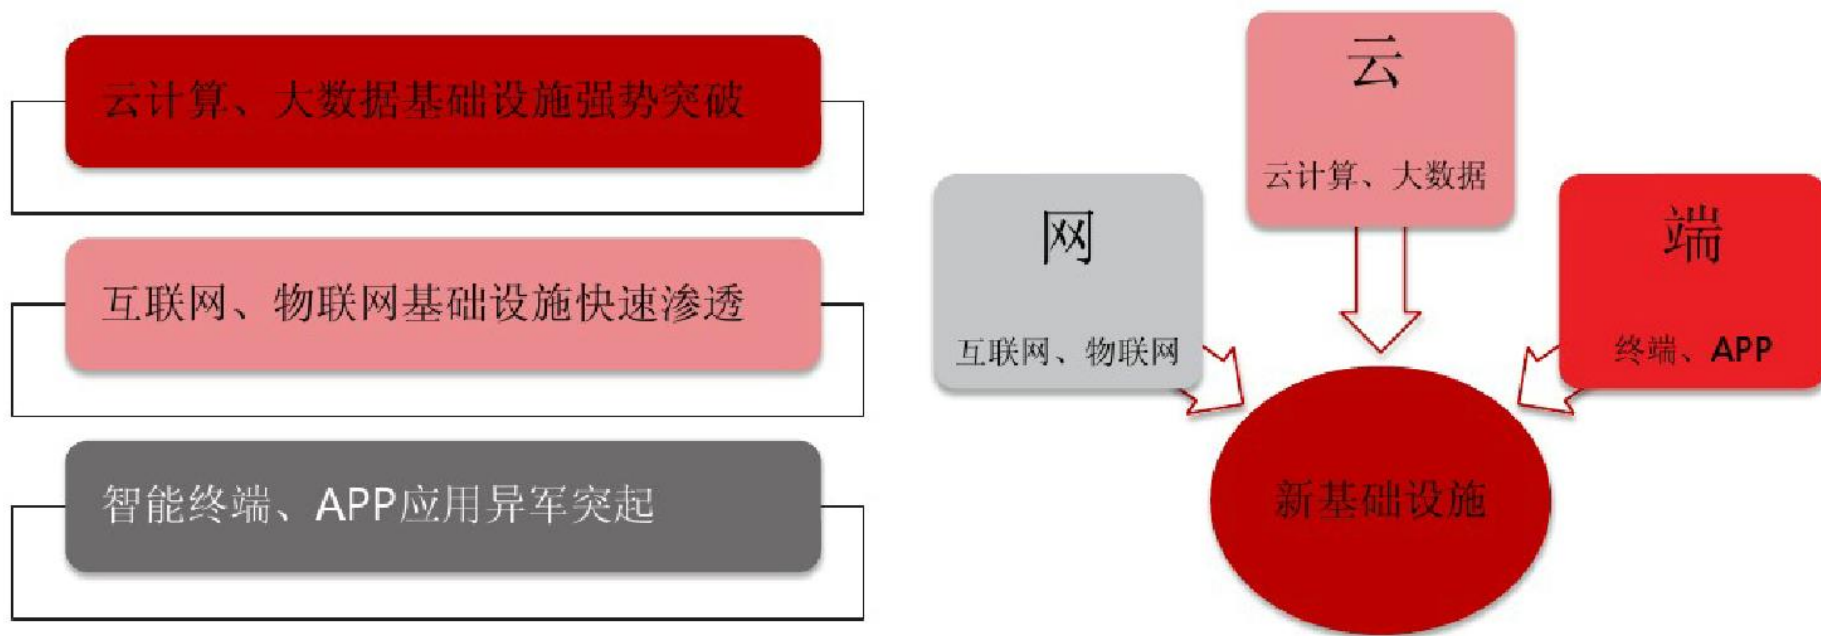 云计算、大数据基础设施强势突破
互联网、物联网基础设施快速渗透
智能终端、APP应用异军突起
云
云计算、大数据
网
互联网、物联网
端
终端、APP
新基础设施